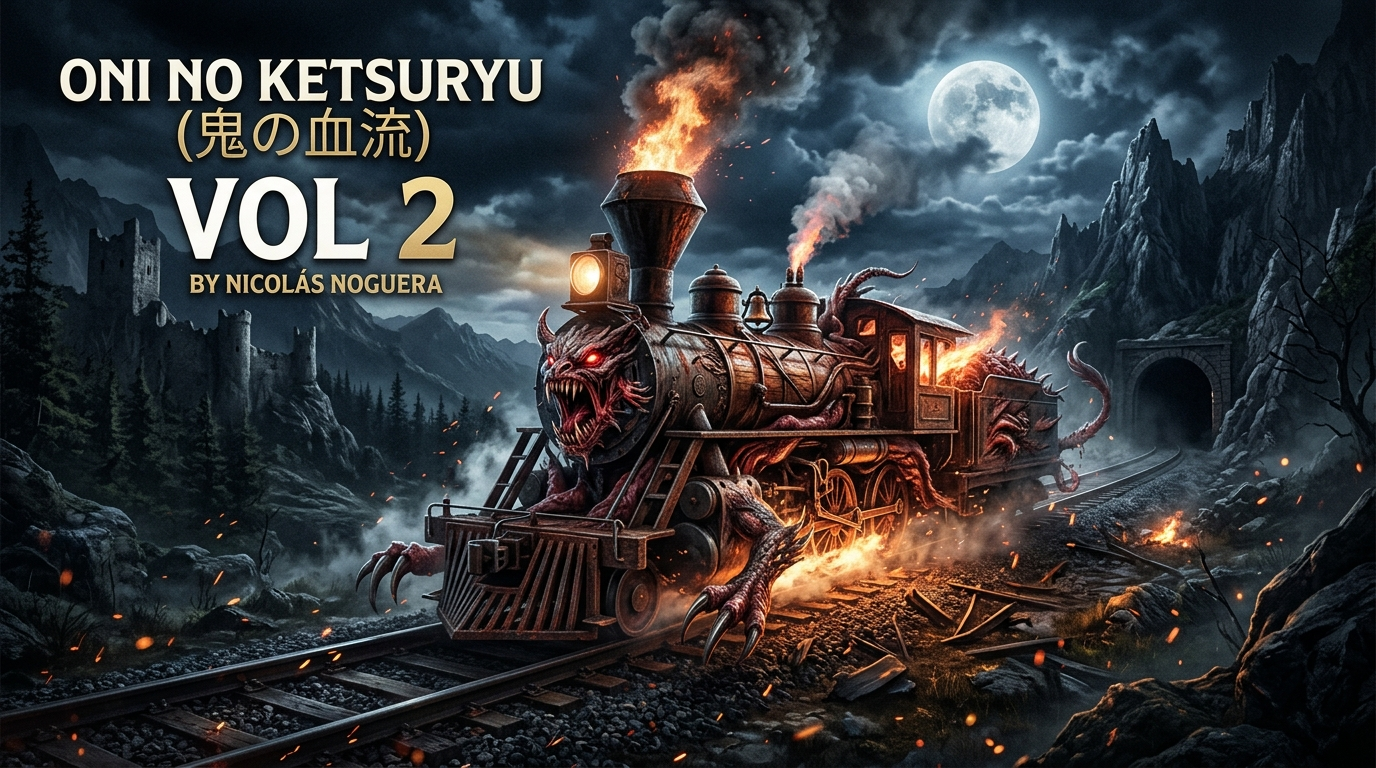 ONI NO KETSURYU
(鬼の血流)
VOL 2
BY NICOLÁS NOGUERA